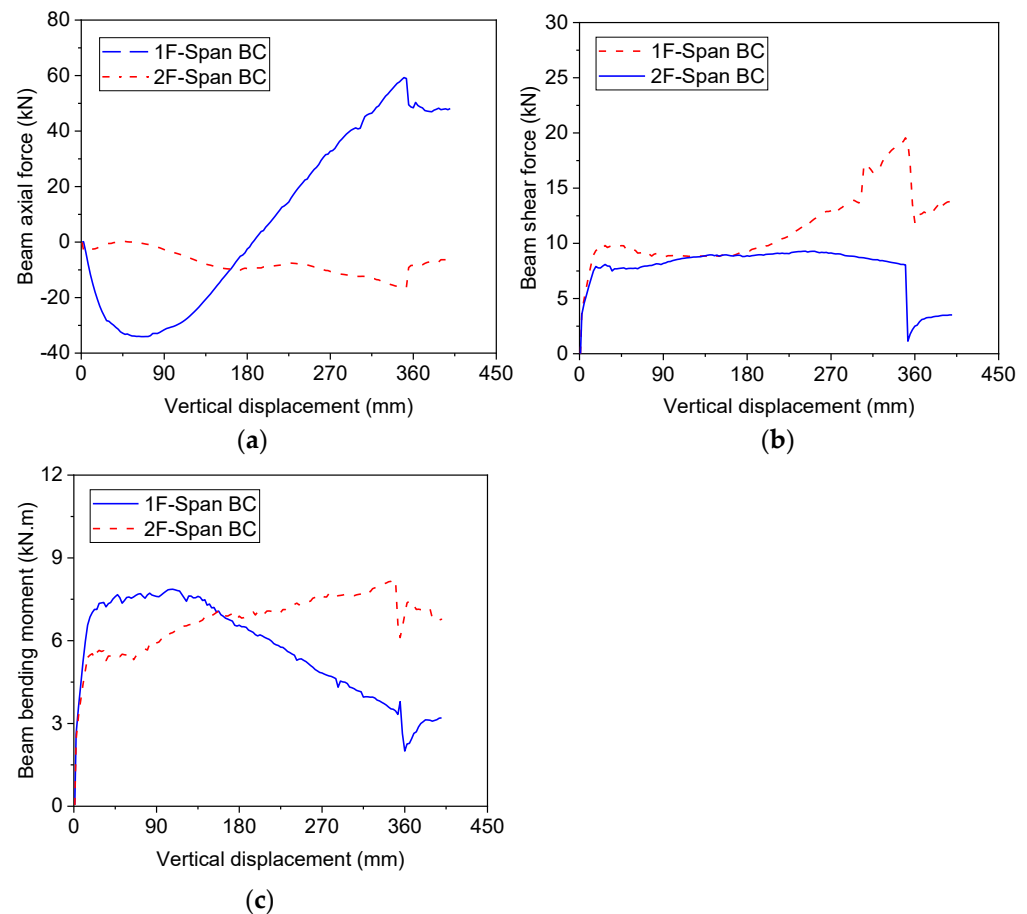 80
60
40
20
0
-20
-40
Beam axial force (kN)
1F-Span BC
2F-Span BC
0 90 180 270 360 450
Vertical displacement (mm)
(a)
30
25
20
15
10
5
0
Beam shear force (kN)
1F-Span BC
2F-Span BC
0 90 180 270 360 450
Vertical displacement (mm)
(b)
12
9
6
3
0
Beam bending moment (kN.m)
1F-Span BC
2F-Span BC
0 90 180 270 360 450
Vertical displacement (mm)
(c)